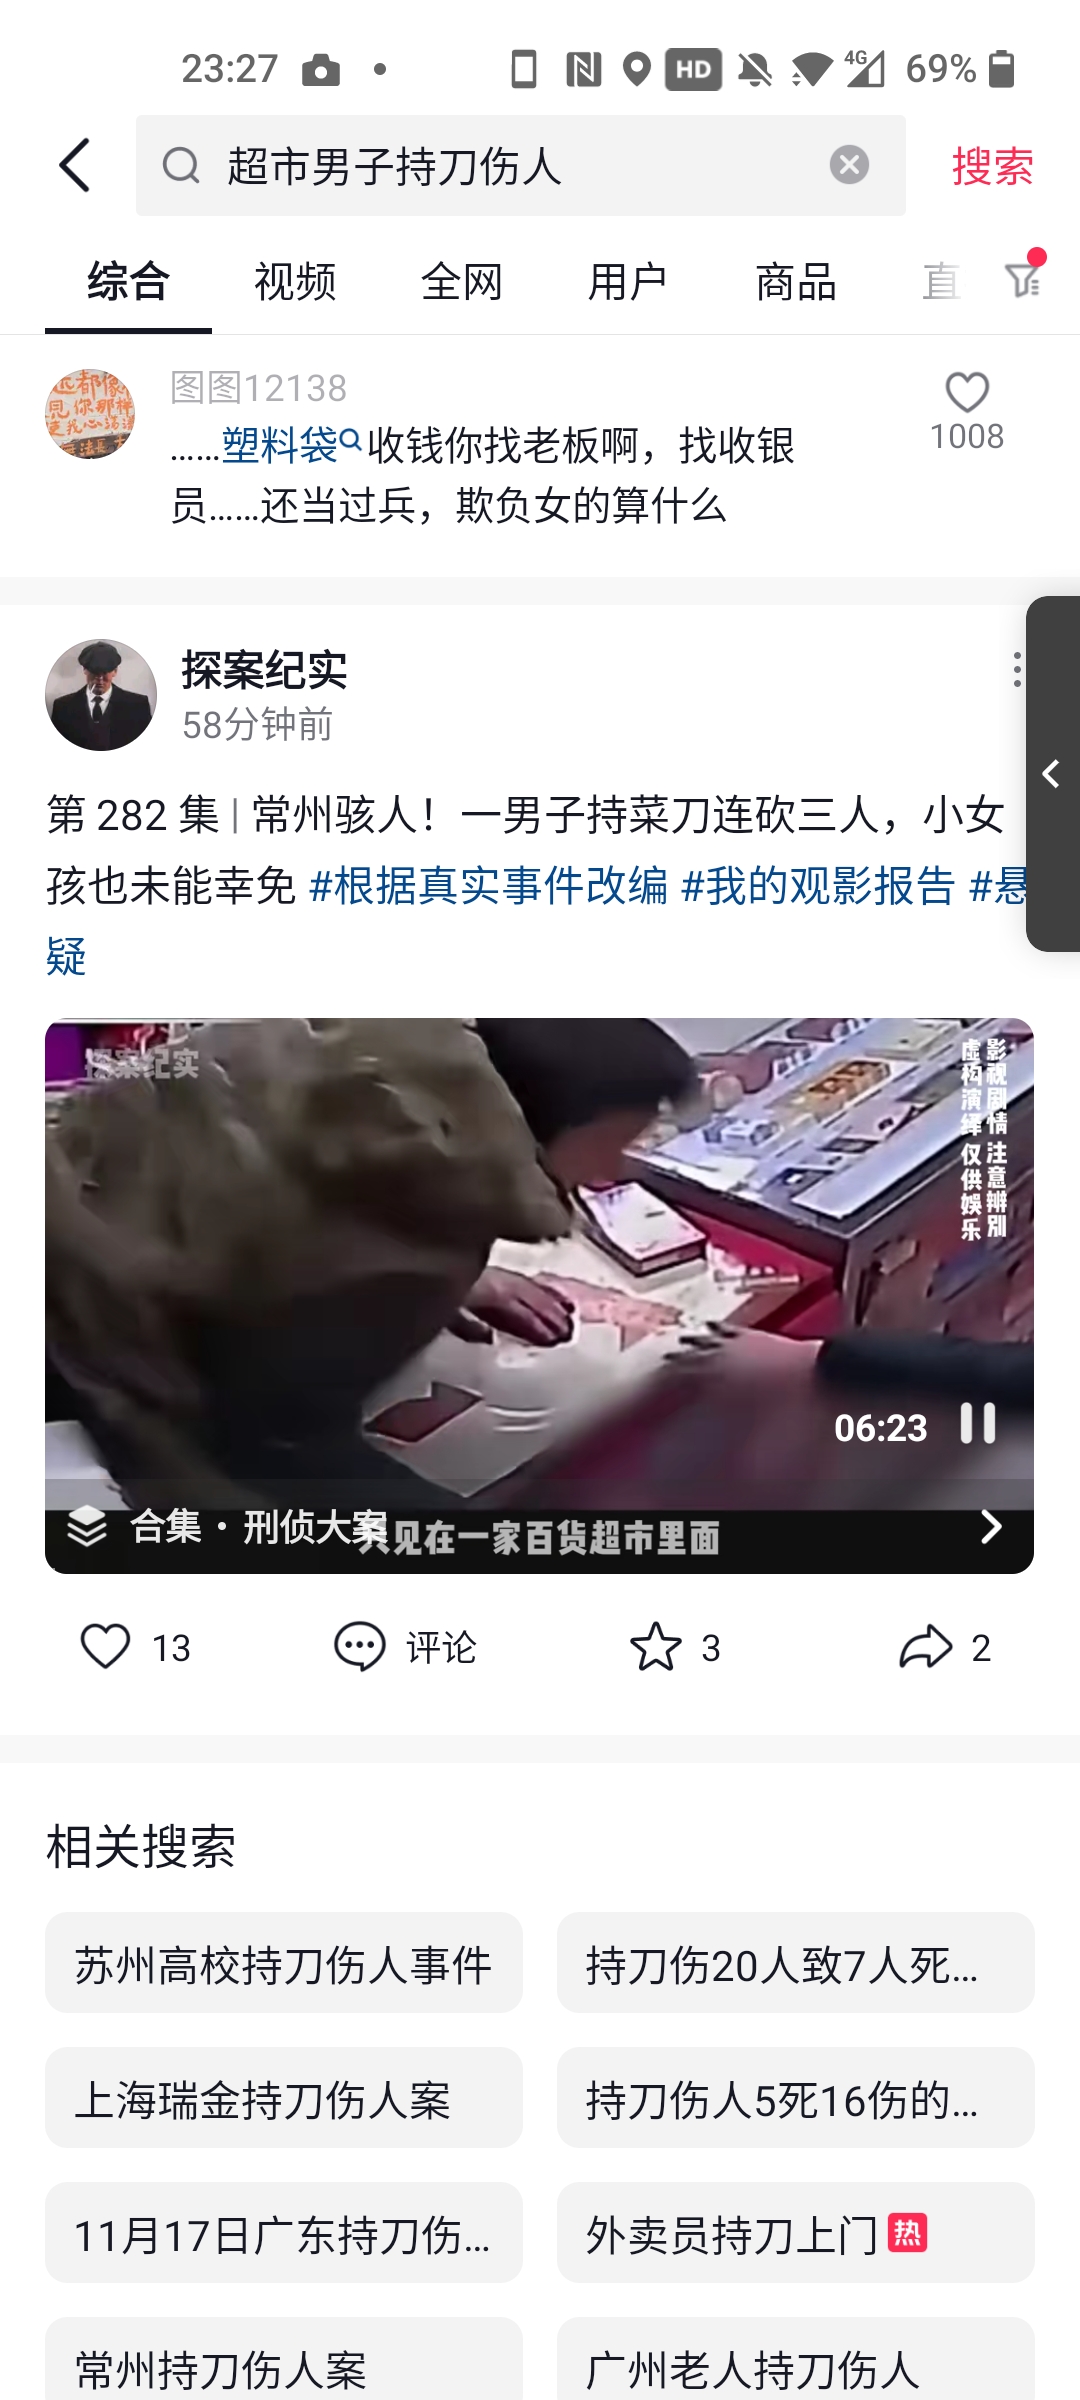 23:27
HD
4G
69%
超市男子持刀伤人
搜索
综合
视频
全网
用户
商品
直
图图12138
……塑料袋收钱你找老板啊，找收银
员……还当过兵，欺负女的算什么
1008
探案纪实
58分钟前
第 282 集 | 常州骇人！一男子持菜刀连砍三人，小女
孩也未能幸免 #根据真实事件改编 #我的观影报告 #悬
疑
探案纪实
影视剧情 注意辨别
虚构演绎 仅供娱乐
06:23
合集 · 刑侦大案
只见在一家百货超市里面
13
评论
3
2
相关搜索
苏州高校持刀伤人事件
持刀伤20人致7人死...
上海瑞金持刀伤人案
持刀伤人5死16伤的...
11月17日广东持刀伤...
外卖员持刀上门 热
常州持刀伤人案
广州老人持刀伤人